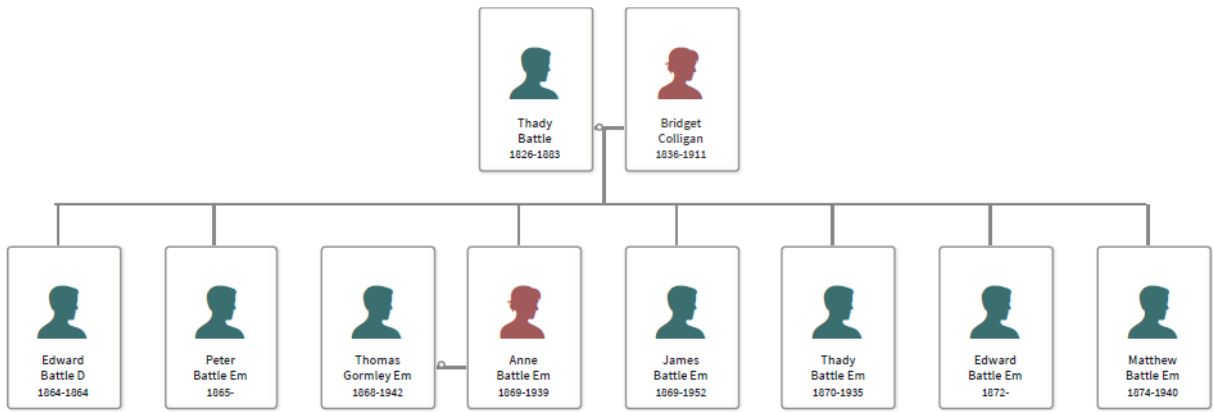 Thady
Battle
1826-1883
Bridget
Colligan
1836-1911
Edward
Battle D
1864-1864
Peter
Battle Em
1865-
Thomas
Gormley Em
1868-1942
Anne
Battle Em
1869-1939
James
Battle Em
1869-1952
Thady
Battle Em
1870-1935
Edward
Battle Em
1872-
Matthew
Battle Em
1874-1940